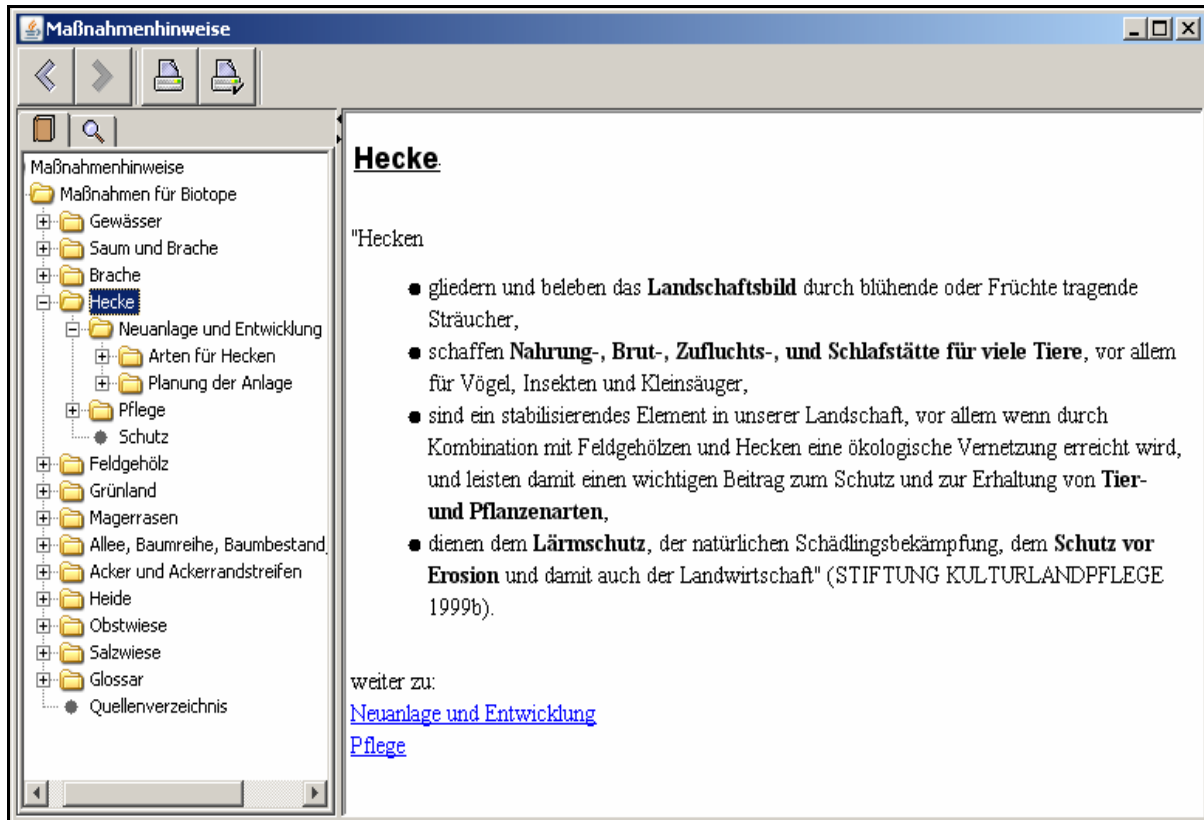 Maßnahmenhinweise
Maßnahmenhinweise
Maßnahmen für Biotope
Gewässer
Saum und Brache
Brache
Hecke
Neuanlage und Entwicklung
Arten für Hecken
Planung der Anlage
Pflege
Schutz
Feldgehölz
Grünland
Magerrasen
Allee, Baumreihe, Baumbestand,
Acker und Ackerrandstreifen
Heide
Obstwiese
Salzwiese
Glossar
Quellenverzeichnis
Hecke
"Hecken
gliedern und beleben das Landschaftsbild durch blühende oder Früchte tragende
Sträucher,
schaffen Nahrung-, Brut-, Zufluchts-, und Schlafstätte für viele Tiere, vor allem
für Vögel, Insekten und Kleinsäuger,
sind ein stabilisierendes Element in unserer Landschaft, vor allem wenn durch
Kombination mit Feldgehölzen und Hecken eine ökologische Vernetzung erreicht wird,
und leisten damit einen wichtigen Beitrag zum Schutz und zur Erhaltung von Tier-
und Pflanzenarten,
dienen dem Lärmschutz, der natürlichen Schädlingsbekämpfung, dem Schutz vor
Erosion und damit auch der Landwirtschaft" (STIFTUNG KULTURLANDPFLEGE
1999b).
weiter zu:
Neuanlage und Entwicklung
Pflege